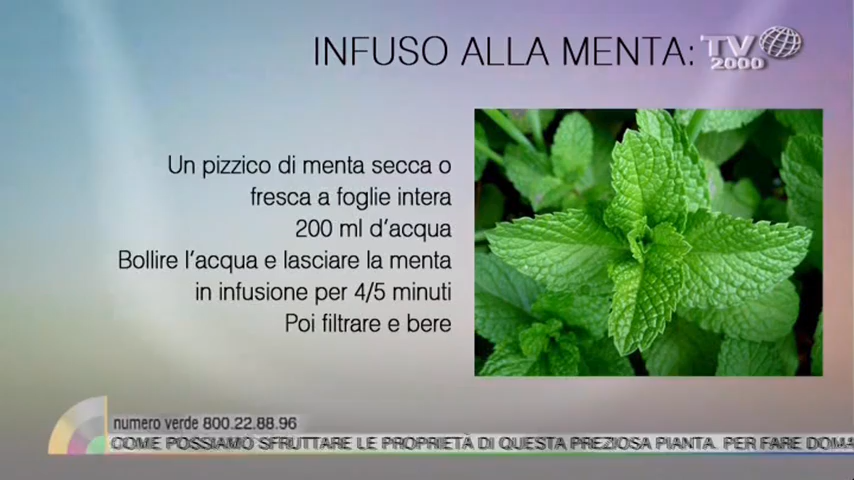 INFUSO ALLA MENTA:
TV
2000
Un pizzico di menta secca o
fresca a foglie intera
200 ml d'acqua
Bollire l'acqua e lasciare la menta
in infusione per 4/5 minuti
Poi filtrare e bere
numero verde 800.22.88.96
COME POSSIAMO SFRUTTARE LE PROPRIETÀ DI QUESTA PREZIOSA PIANTA. PER FARE DOMA